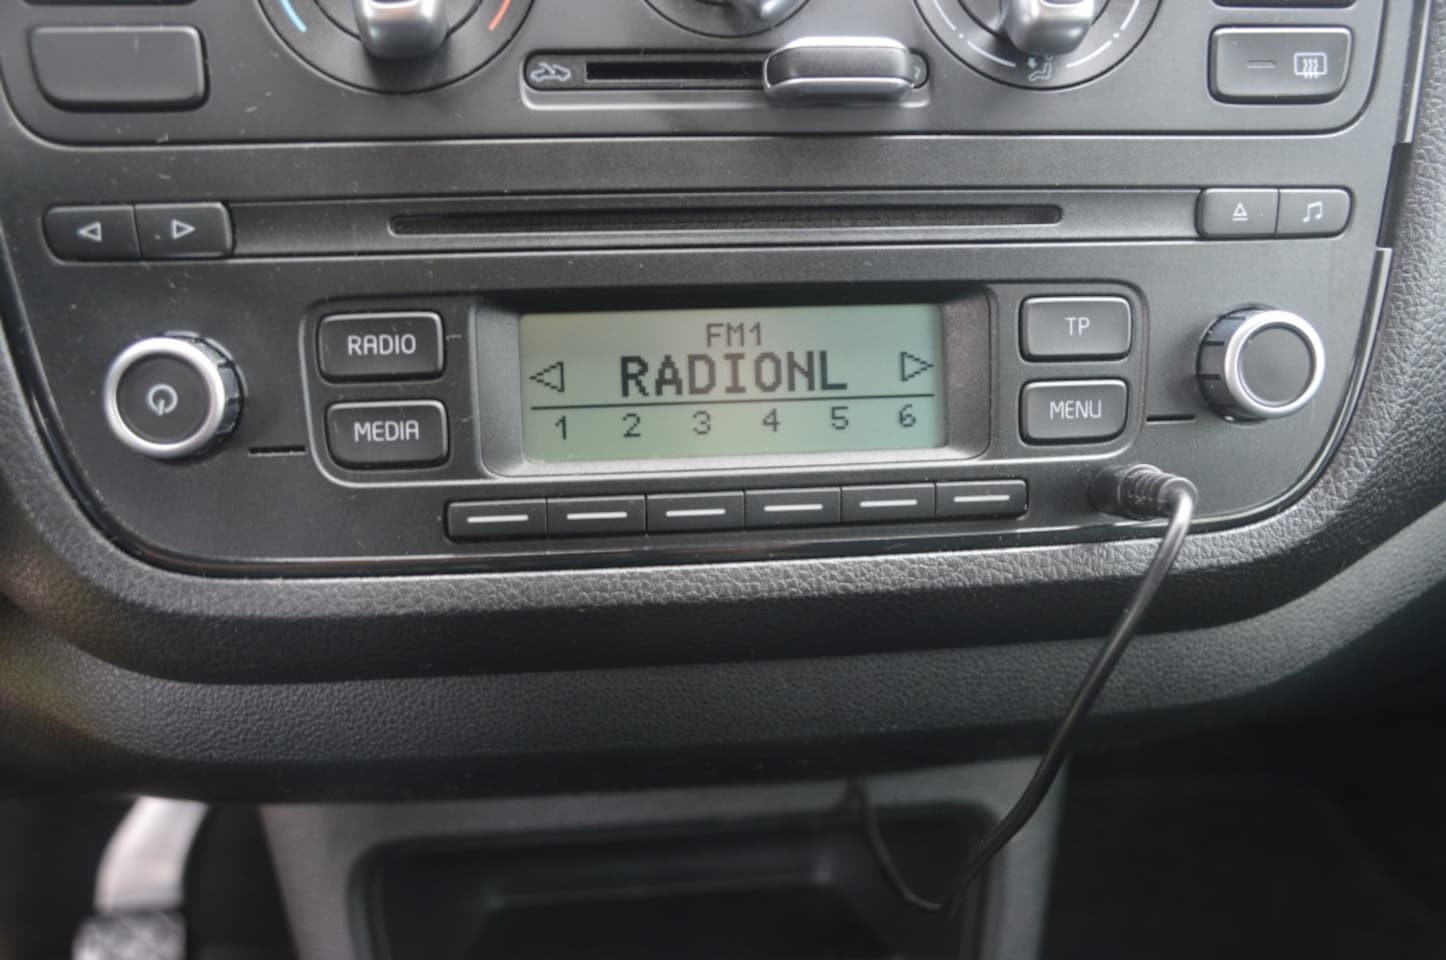 RADIO
MEDIA
FM1
RADIONL
1 2 3 4 5 6
TP
MENU